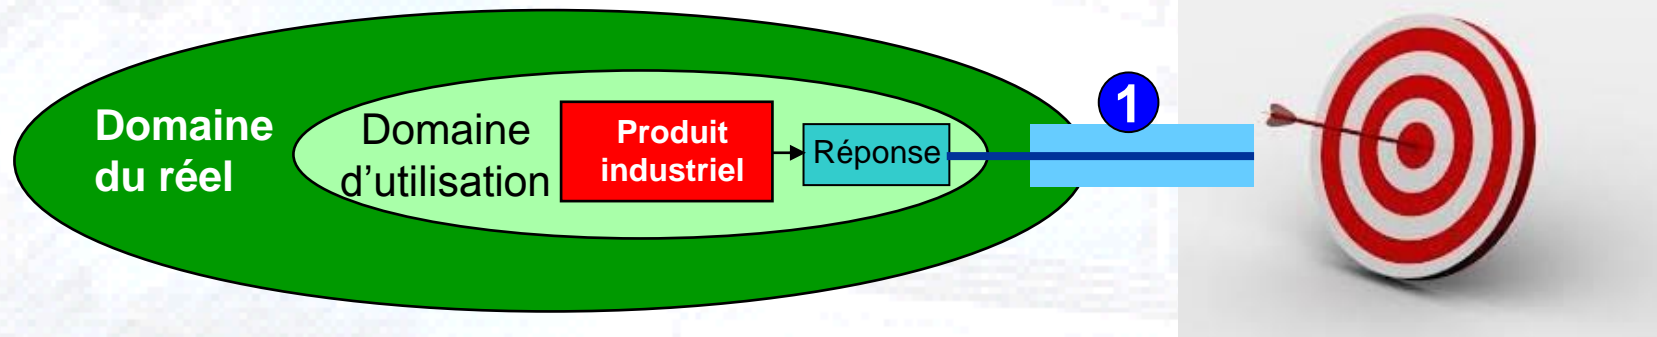 Domaine
du réel
Domaine
d’utilisation
Produit
industriel
Réponse
1